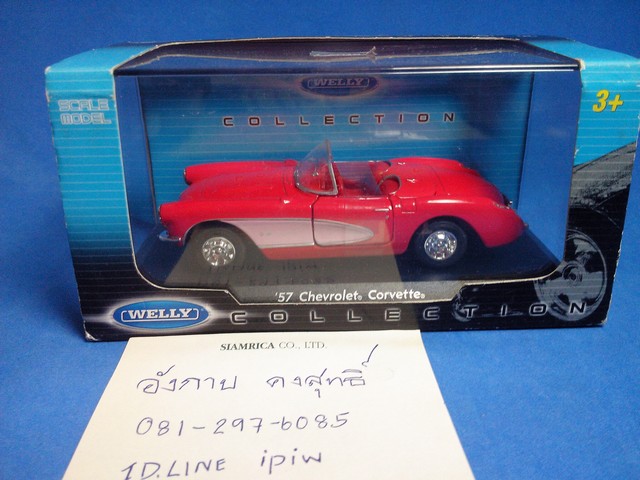 SCALE
MODEL
WELLY
COLLECTION
3+
'57 Chevrolet® Corvette®
WELLY COLLECTION
SIAMRICA CO., LTD.
อังกาบ คงสุทธิ์
081-297-6085
ID.LINE ipiw